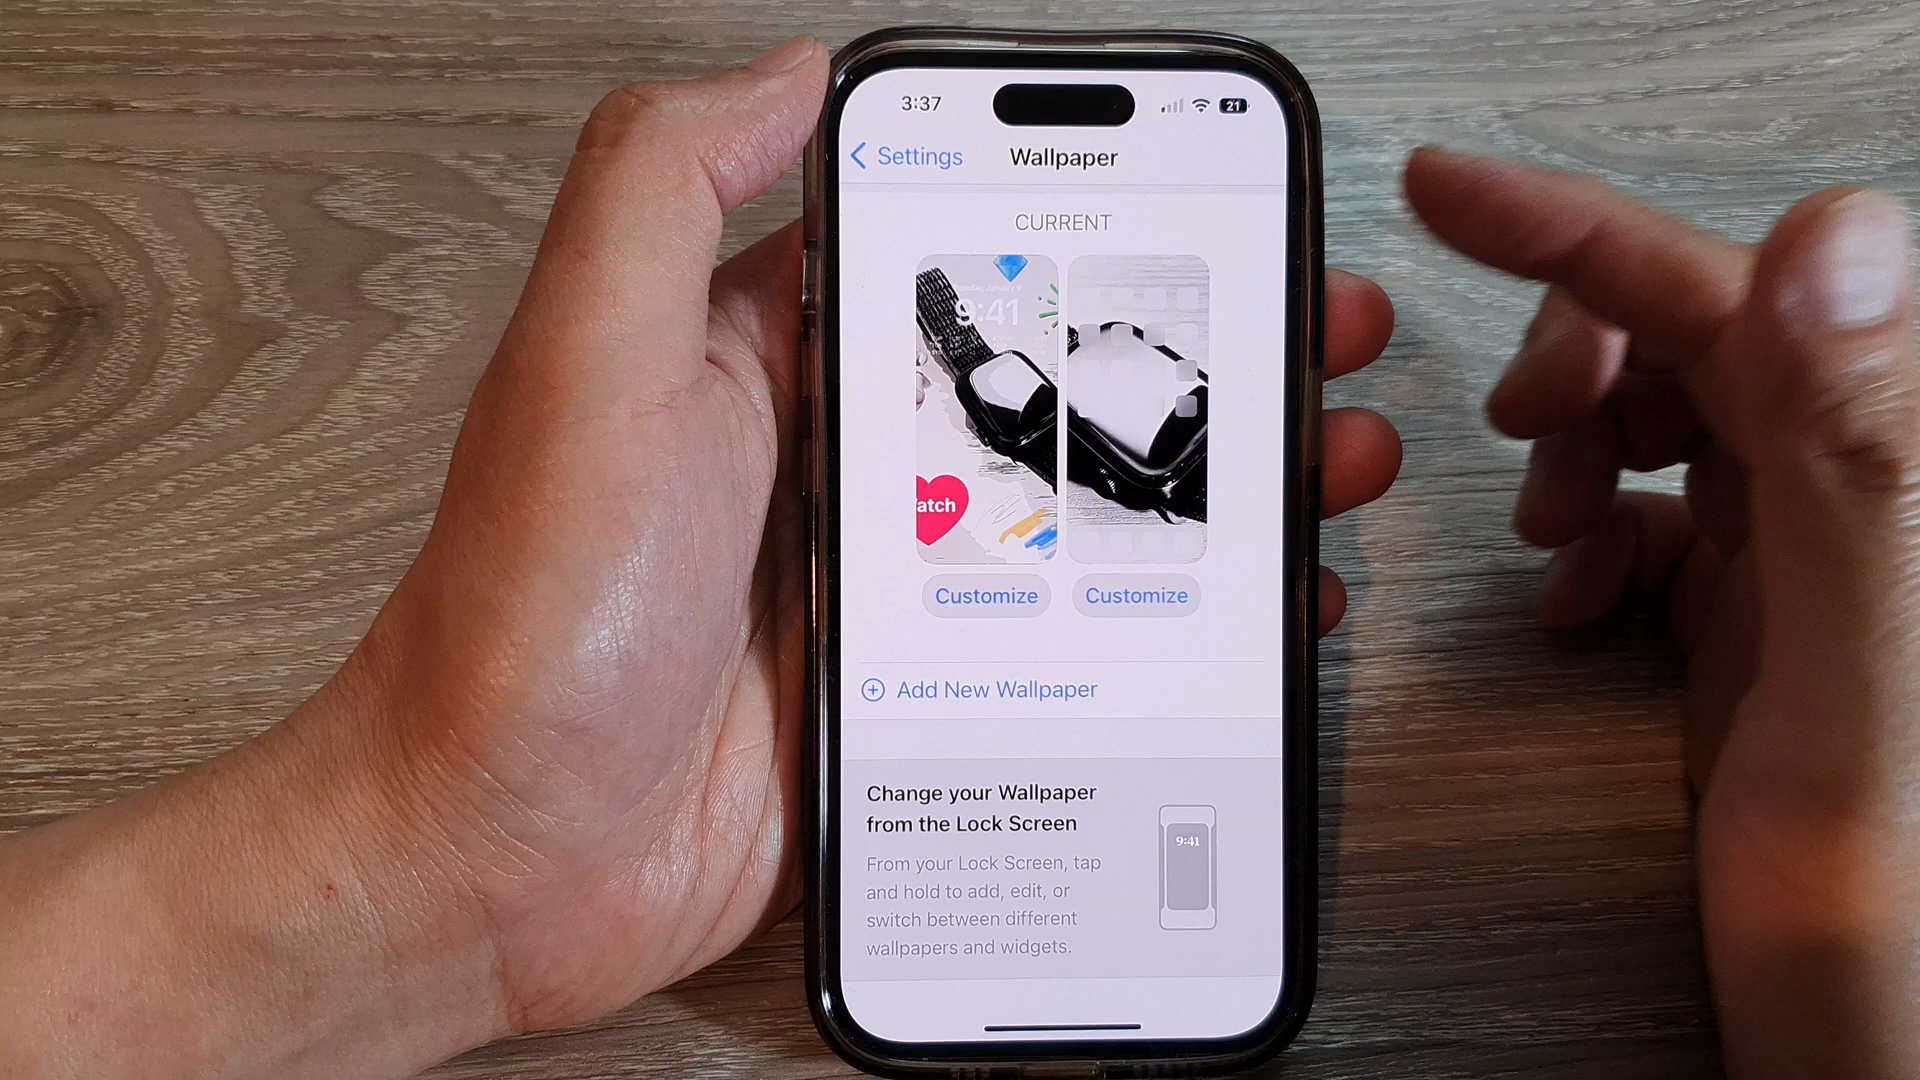 3:37
21
Settings
Wallpaper
CURRENT
9:41
atch
Customize
Customize
Add New Wallpaper
Change your Wallpaper
from the Lock Screen
9:41
From your Lock Screen, tap
and hold to add, edit, or
switch between different
wallpapers and widgets.